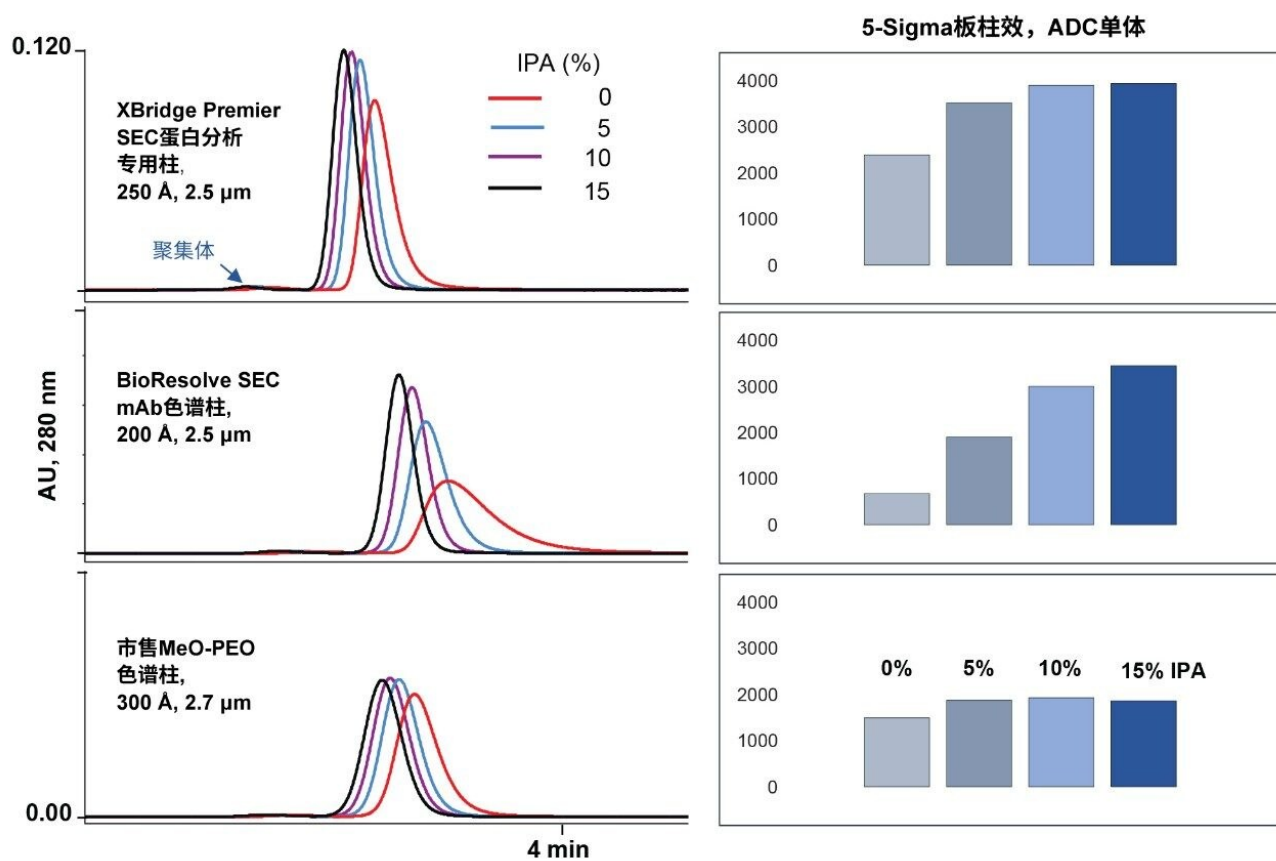 5-Sigma板柱效，ADC单体
0.120
XBridge Premier
SEC蛋白分析
专用柱,
250 Å, 2.5 µm
聚集体
IPA (%)
0
5
10
15
4000
3000
2000
1000
0
AU, 280 nm
BioResolve SEC
mAb色谱柱,
200 Å, 2.5 µm
4000
3000
2000
1000
0
市售MeO-PEO
色谱柱,
300 Å, 2.7 µm
0.00
4 min
4000
3000
2000
1000
0
0% 5% 10% 15% IPA